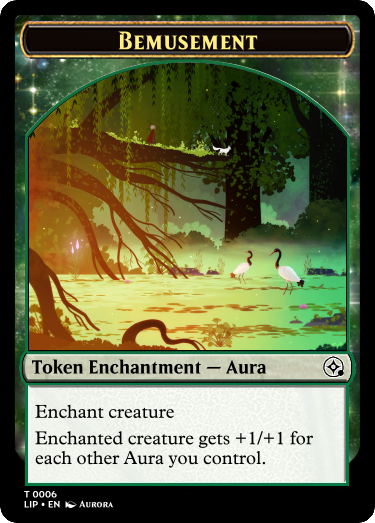 Bemusement
Token Enchantment — Aura
Enchant creature
Enchanted creature gets +1/+1 for
each other Aura you control.
T 0006
LIP • EN Aurora